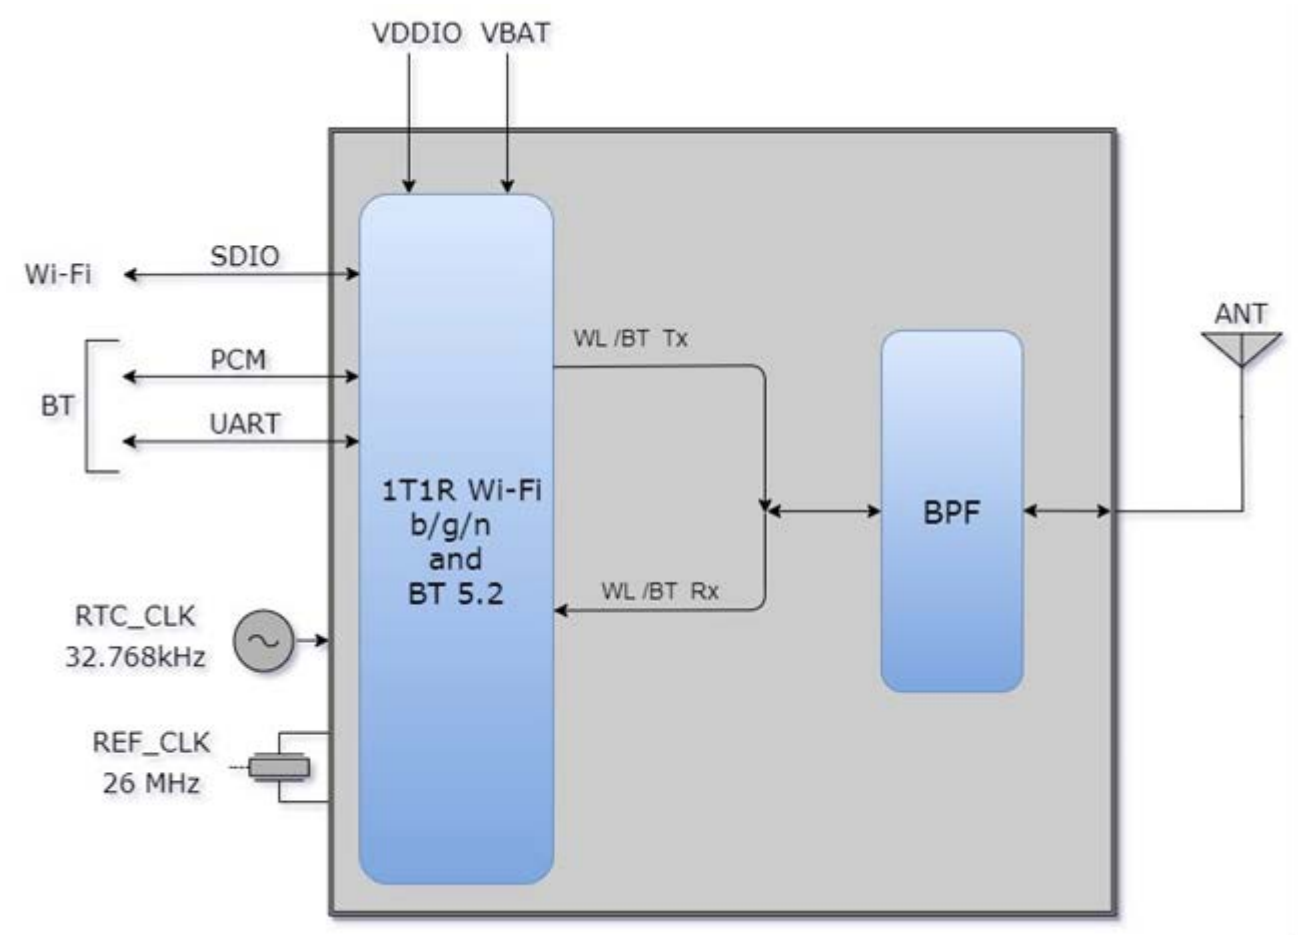 VDDIO VBAT
SDIO
Wi-Fi
PCM
BT
UART
WL /BT Tx
ANT
1T1R Wi-Fi
b/g/n
and
BT 5.2
BPF
WL /BT Rx
RTC_CLK
32.768kHz
REF_CLK
26 MHz